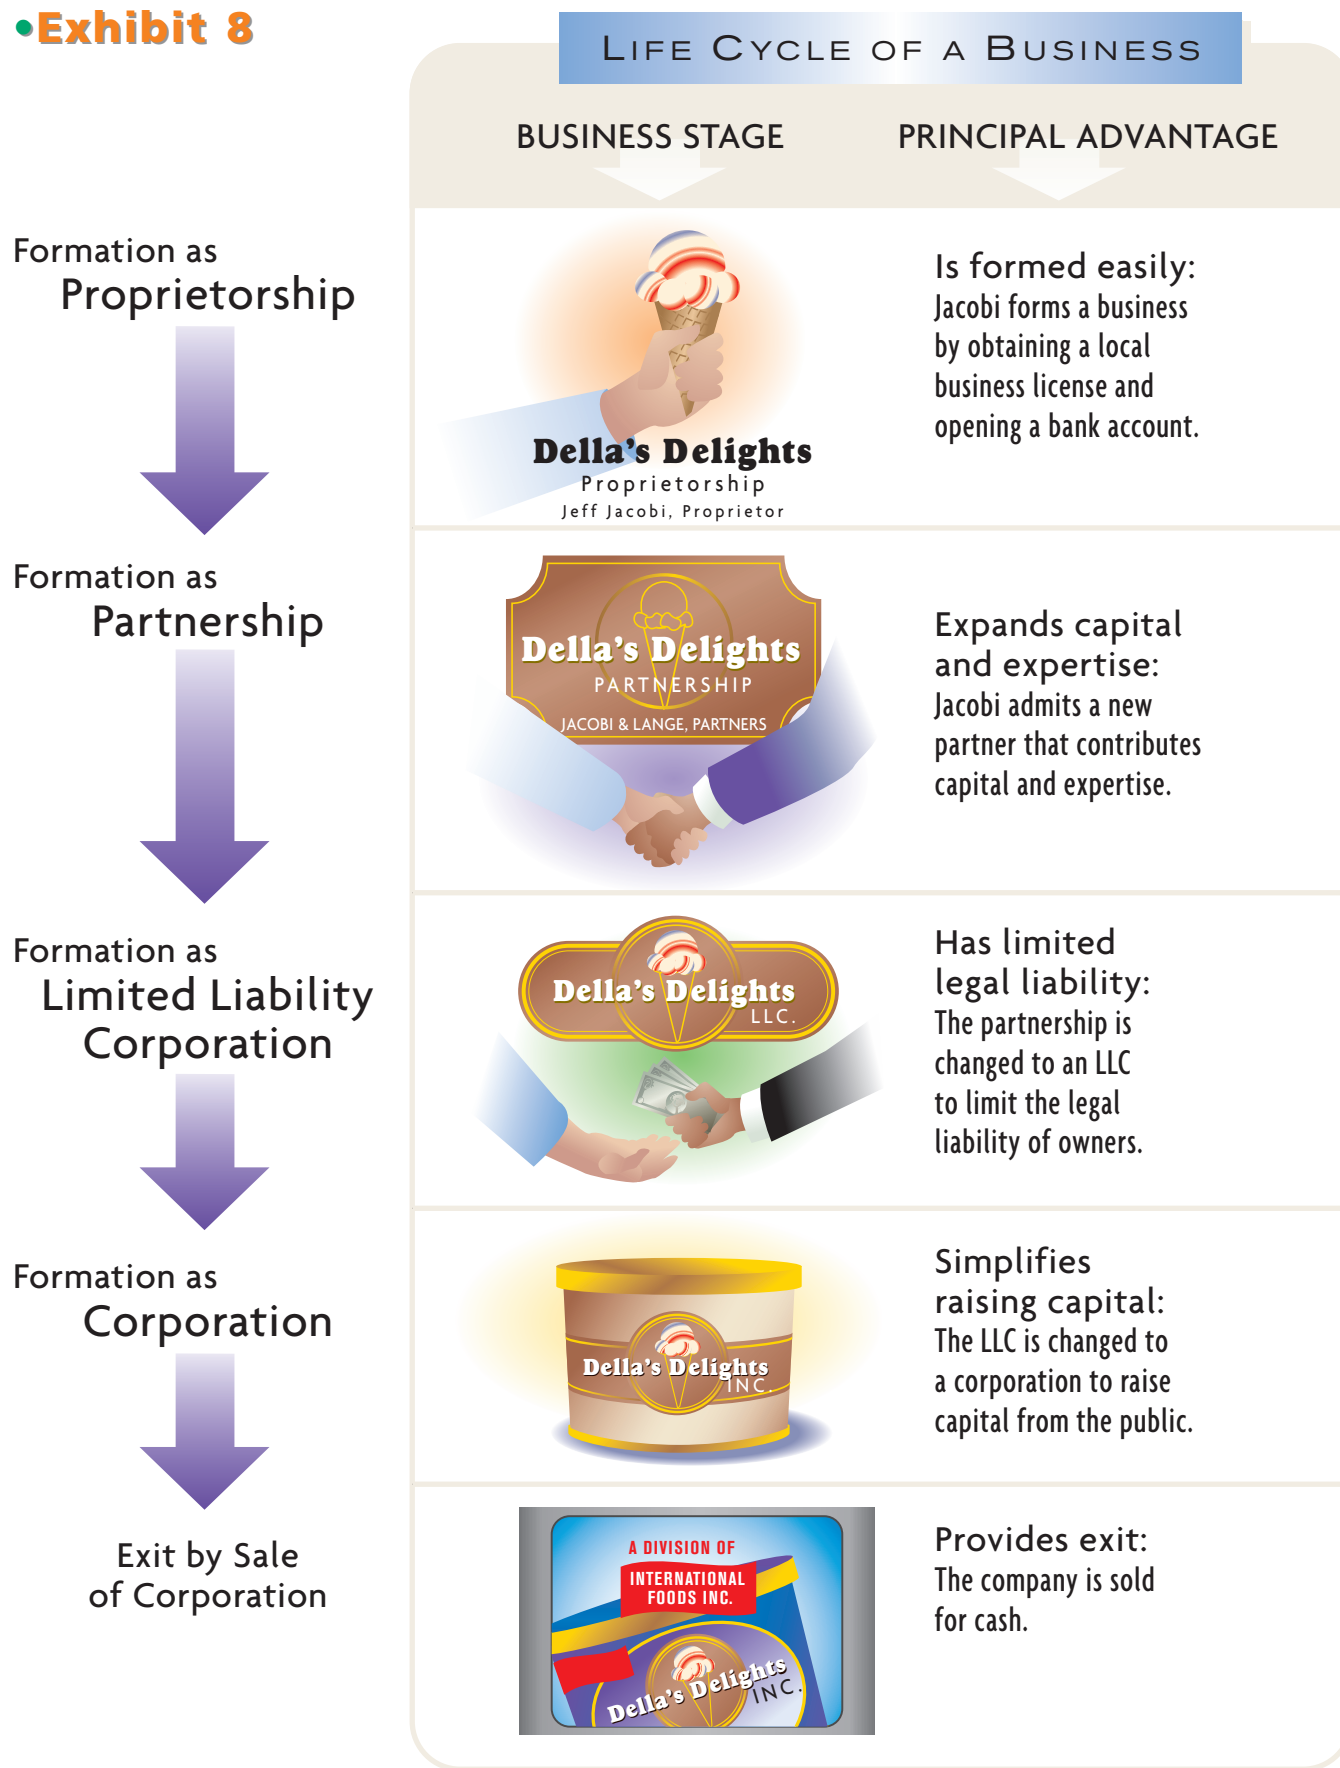 •Exhibit 8
LIFE CYCLE OF A BUSINESS
BUSINESS STAGE
PRINCIPAL ADVANTAGE
Formation as
Proprietorship
Della's Delights
Proprietorship
Jeff Jacobi, Proprietor
Is formed easily:
Jacobi forms a business
by obtaining a local
business license and
opening a bank account.
Formation as
Partnership
Della's Delights
PARTNERSHIP
JACOBI & LANGE, PARTNERS
Expands capital
and expertise:
Jacobi admits a new
partner that contributes
capital and expertise.
Formation as
Limited Liability
Corporation
Della's Delights
LLC.
Has limited
legal liability:
The partnership is
changed to an LLC
to limit the legal
liability of owners.
Formation as
Corporation
Della's Delights
INC.
Simplifies
raising capital:
The LLC is changed to
a corporation to raise
capital from the public.
Exit by Sale
of Corporation
A DIVISION OF
INTERNATIONAL
FOODS INC.
Della's Delights
INC.
Provides exit:
The company is sold
for cash.